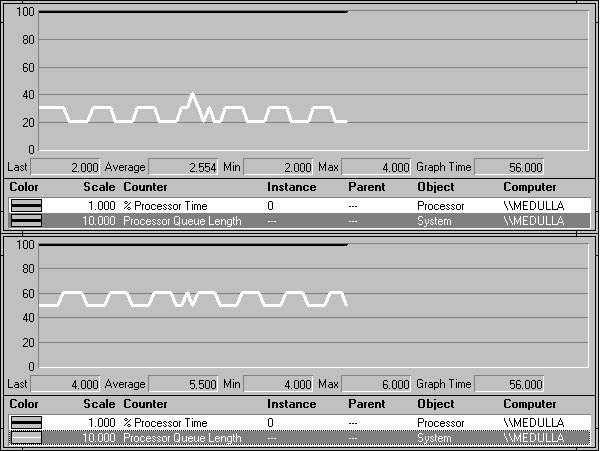 100
80
60
40
20
0
Last 2.000 Average 2.554 Min 2.000 Max 4.000 Graph Time 56.000
Color Scale Counter Instance Parent Object Computer
1.000 % Processor Time 0 --- Processor \\MEDULLA
10.000 Processor Queue Length --- --- System \\MEDULLA
100
80
60
40
20
0
Last 4.000 Average 5.500 Min 4.000 Max 6.000 Graph Time 56.000
Color Scale Counter Instance Parent Object Computer
1.000 % Processor Time 0 --- Processor \\MEDULLA
10.000 Processor Queue Length --- --- System \\MEDULLA